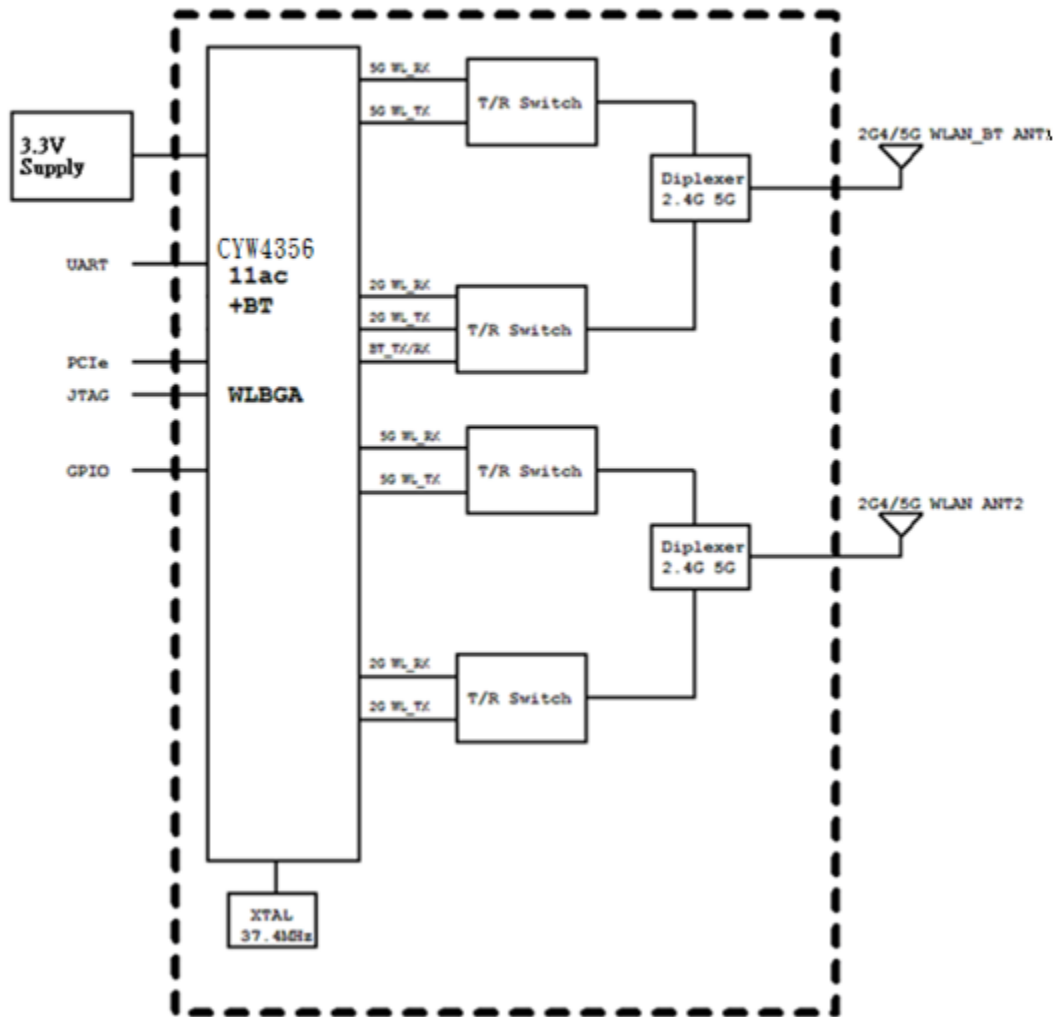 5G WL_RX
T/R Switch
5G WL_TX
3.3V
Supply
2G4/5G WLAN_BT ANT1
Diplexer
2.4G 5G
CYW4356
11ac
+BT
UART
2G WL_RX
2G WL_TX
T/R Switch
BT_TX/RX
PCIe
JTAG
WLBGA
5G WL_RX
T/R Switch
5G WL_TX
GPIO
2G4/5G WLAN ANT2
Diplexer
2.4G 5G
2G WL_RX
T/R Switch
2G WL_TX
XTAL
37.4MHz